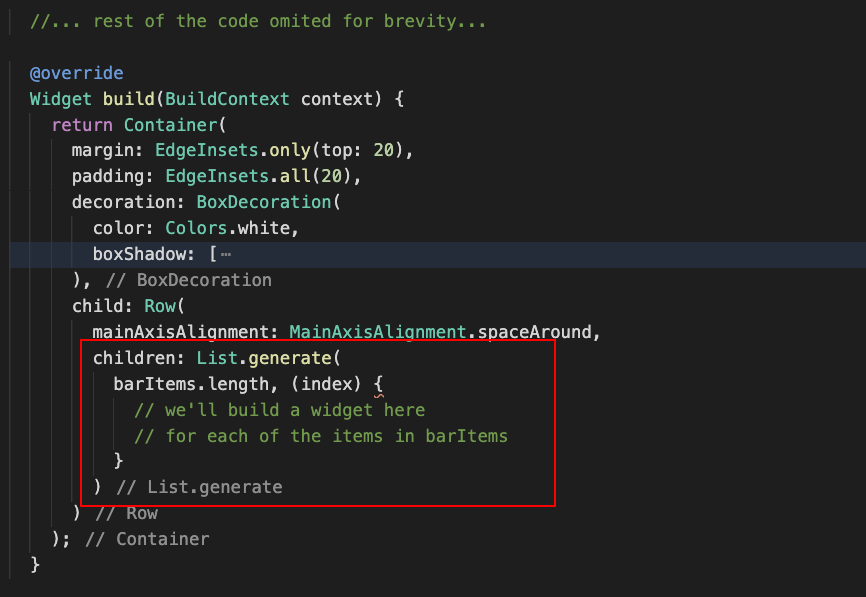 //... rest of the code omited for brevity...
@override
Widget build(BuildContext context) {
return Container(
margin: EdgeInsets.only(top: 20),
padding: EdgeInsets.all(20),
decoration: BoxDecoration(
color: Colors.white,
boxShadow: [⋯
), // BoxDecoration
child: Row(
mainAxisAlignment: MainAxisAlignment.spaceAround,
children: List.generate(
barItems.length, (index) {
// we'll build a widget here
// for each of the items in barItems
}
) // List.generate
) // Row
); // Container
}